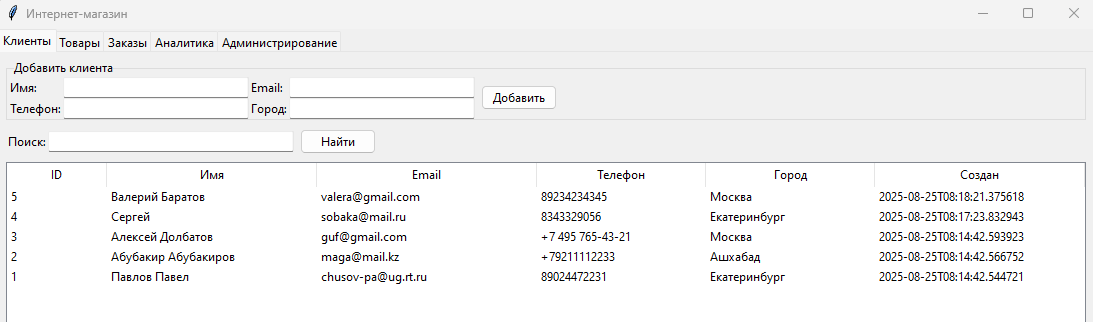 Интернет-магазин
Клиенты Товары Заказы Аналитика Администрирование
Добавить клиента
Имя: Email:
Добавить
Телефон: Город:
Поиск: Найти
ID Имя Email Телефон Город Создан
5 Валерий Баратов valera@gmail.com 89234234345 Москва 2025-08-25T08:18:21.375618
4 Сергей sobaka@mail.ru 8343329056 Екатеринбург 2025-08-25T08:17:23.832943
3 Алексей Долбатов guf@gmail.com +7 495 765-43-21 Москва 2025-08-25T08:14:42.593923
2 Абубакир Абубакиров maga@mail.kz +79211112233 Ашхабад 2025-08-25T08:14:42.566752
1 Павлов Павел chusov-pa@ug.rt.ru 89024472231 Екатеринбург 2025-08-25T08:14:42.544721